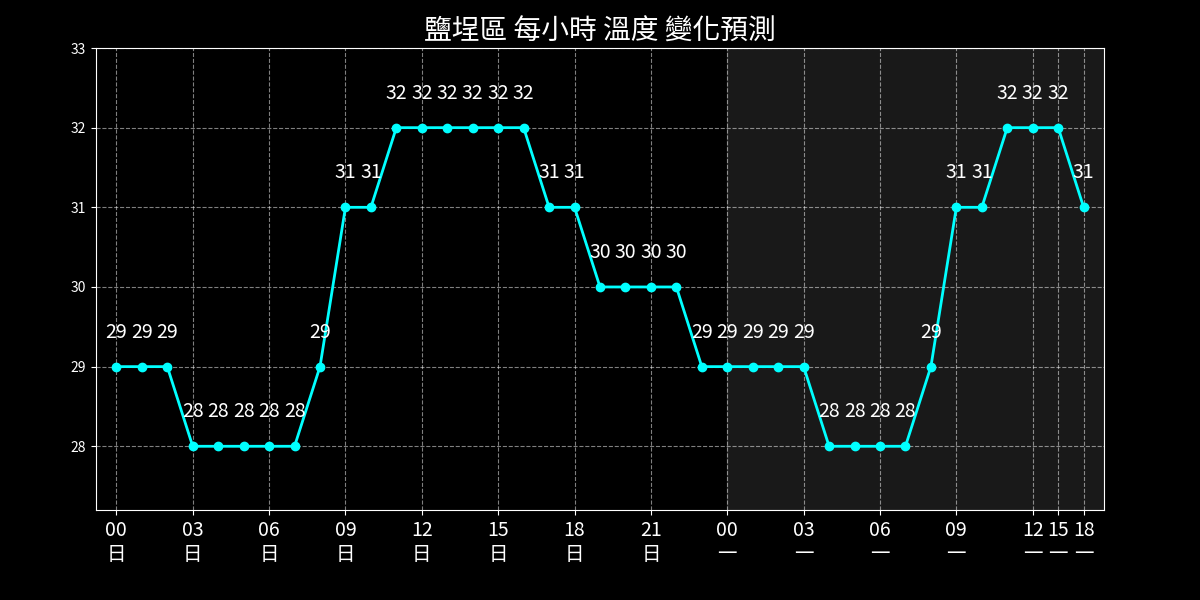 鹽埕區 每小時 溫度 變化預測
33
32 32 32 32 32 32 32 32 32
32
31 31 31 31 31 31 31
31
30 30 30 30
30
29 29 29 29 29 29 29 29 29 29
29
28 28 28 28 28 28 28 28 28
28
00 03 06 09 12 15 18 21 00 03 06 09 12 15 18
日 日 日 日 日 日 日 日 一 一 一 一 一 一 一